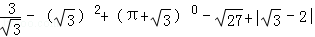 3/√3 − (√3)² + (π+√3)⁰ − √27 + |√3 − 2|